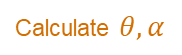 Calculate θ, α